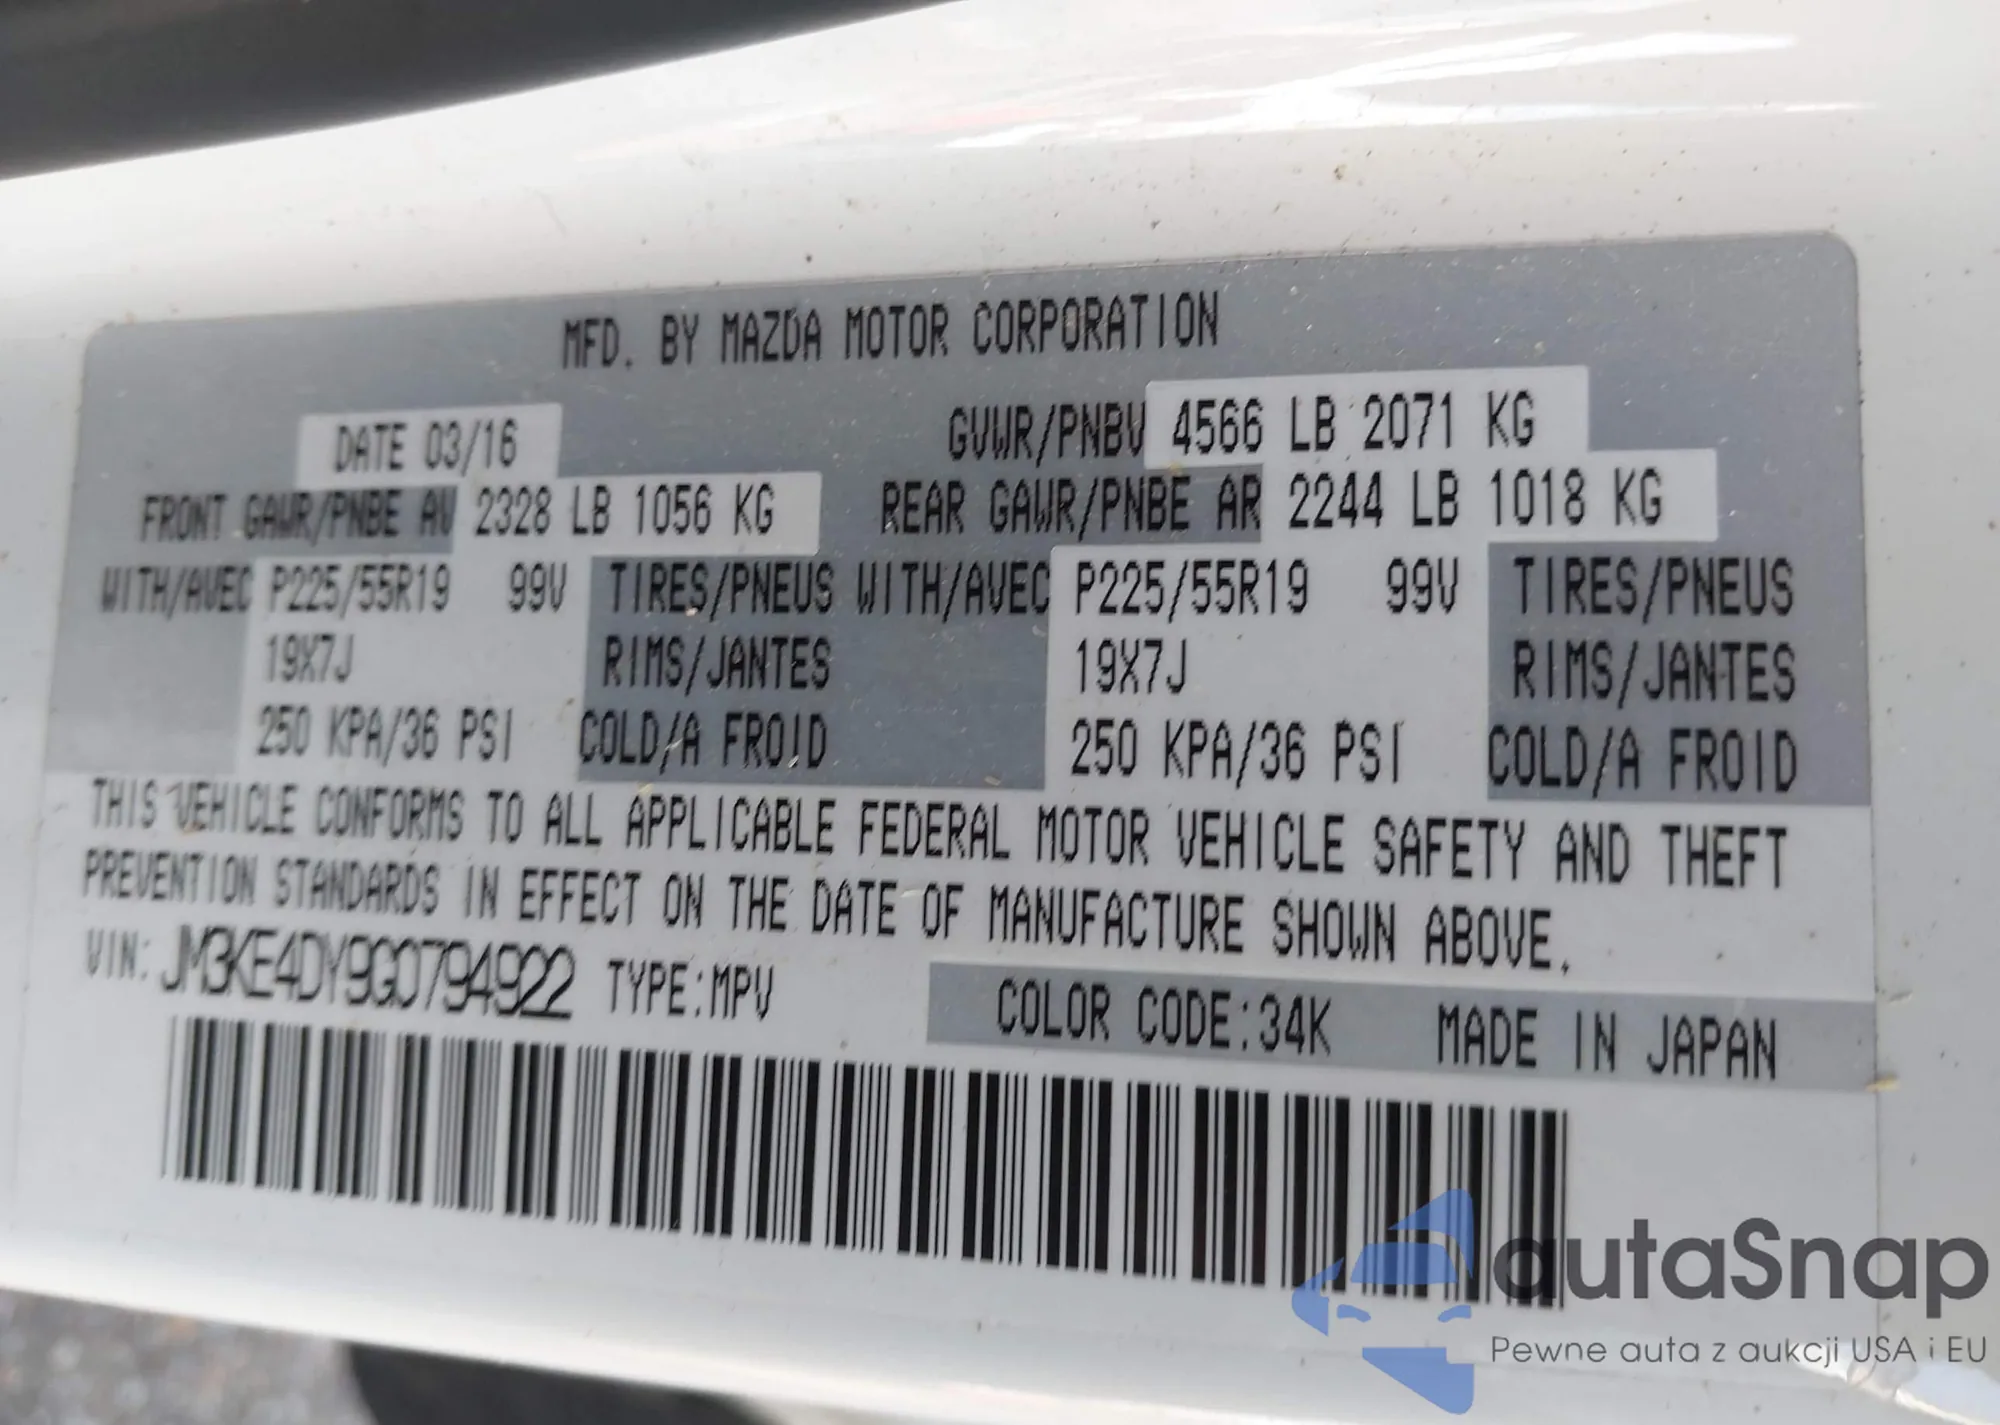 MFD. BY MAZDA MOTOR CORPORATION
DATE 03/16 GVWR/PNBV 4566 LB 2071 KG
FRONT GAWR/PNBE AV 2328 LB 1056 KG REAR GAWR/PNBE AR 2244 LB 1018 KG
WITH/AVEC P225/55R19 99V TIRES/PNEUS WITH/AVEC P225/55R19 99V TIRES/PNEUS
19X7J RIMS/JANTES 19X7J RIMS/JANTES
250 KPA/36 PSI COLD/A FROID 250 KPA/36 PSI COLD/A FROID
THIS VEHICLE CONFORMS TO ALL APPLICABLE FEDERAL MOTOR VEHICLE SAFETY AND THEFT
PREVENTION STANDARDS IN EFFECT ON THE DATE OF MANUFACTURE SHOWN ABOVE.
VIN: JM3KE4DY9G0794922 TYPE:MPV COLOR CODE:34K MADE IN JAPAN
autaSnap
Pewne auta z aukcji USA i EU